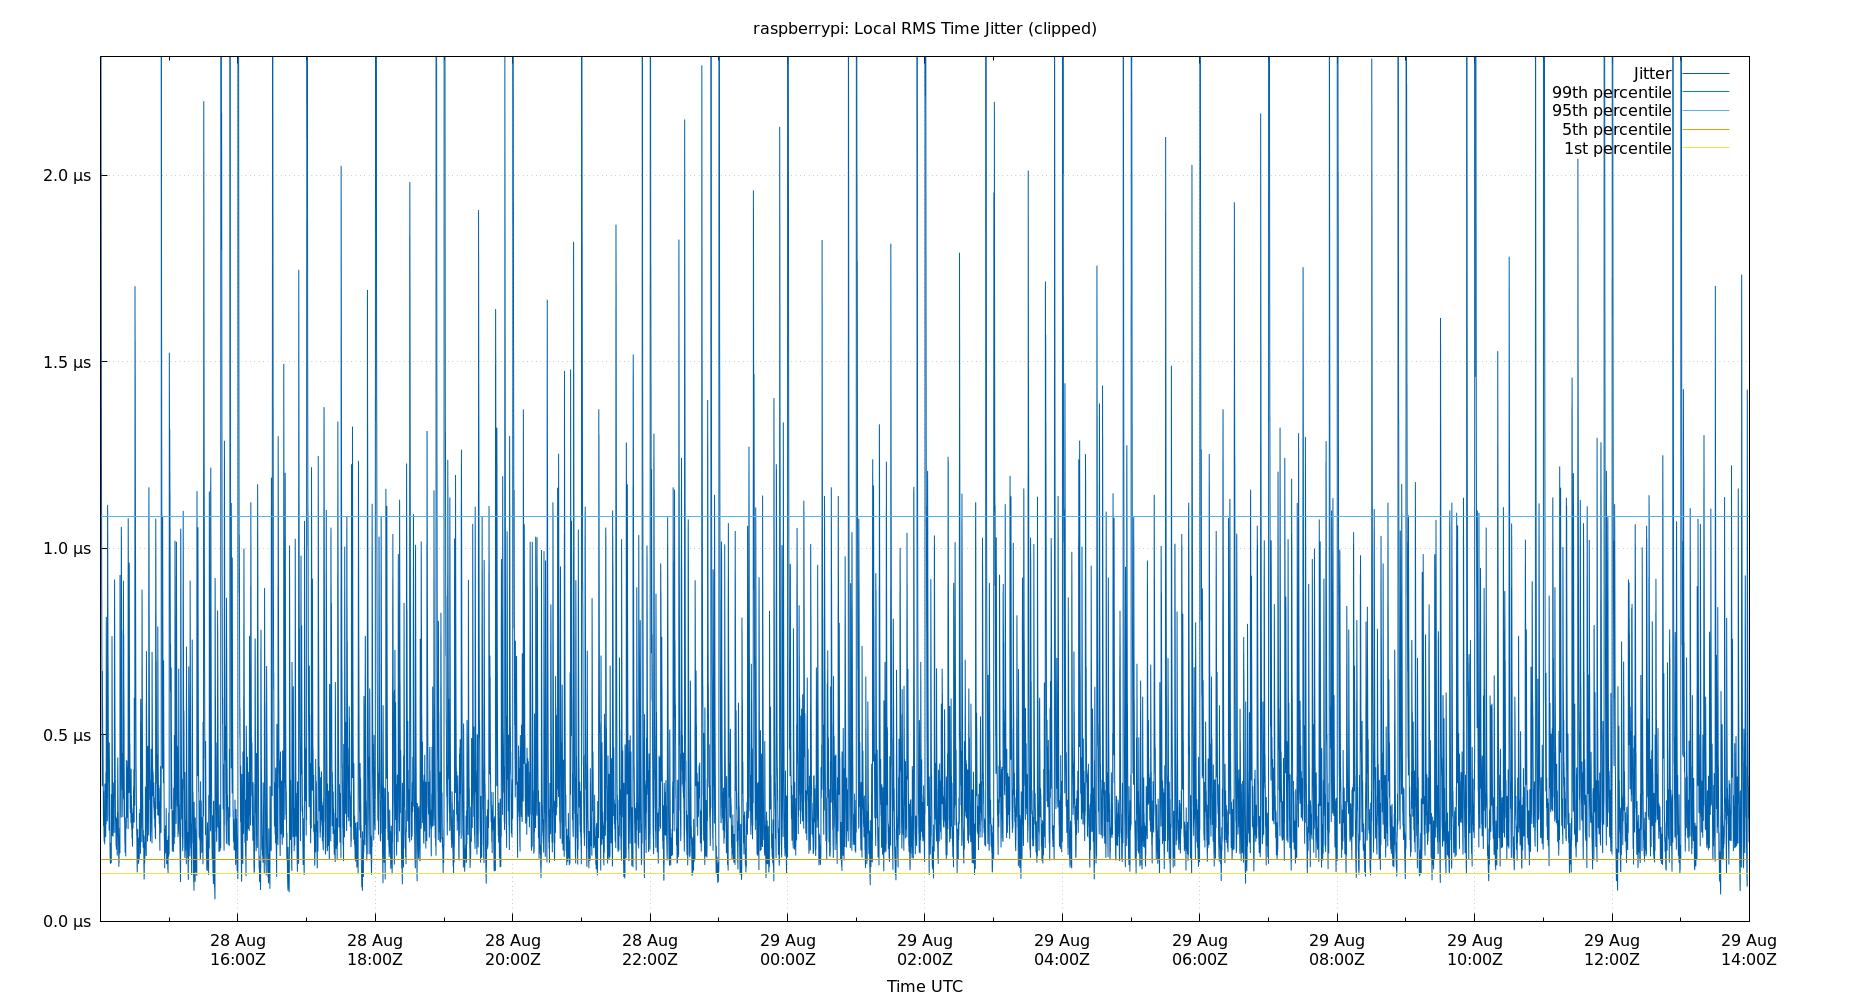 raspberrypi: Local RMS Time Jitter (clipped)
Jitter
99th percentile
95th percentile
5th percentile
1st percentile
2.0 µs
1.5 µs
1.0 µs
0.5 µs
0.0 µs
28 Aug 28 Aug 28 Aug 28 Aug 29 Aug 29 Aug 29 Aug 29 Aug 29 Aug 29 Aug 29 Aug 29 Aug
16:00Z 18:00Z 20:00Z 22:00Z 00:00Z 02:00Z 04:00Z 06:00Z 08:00Z 10:00Z 12:00Z 14:00Z
Time UTC